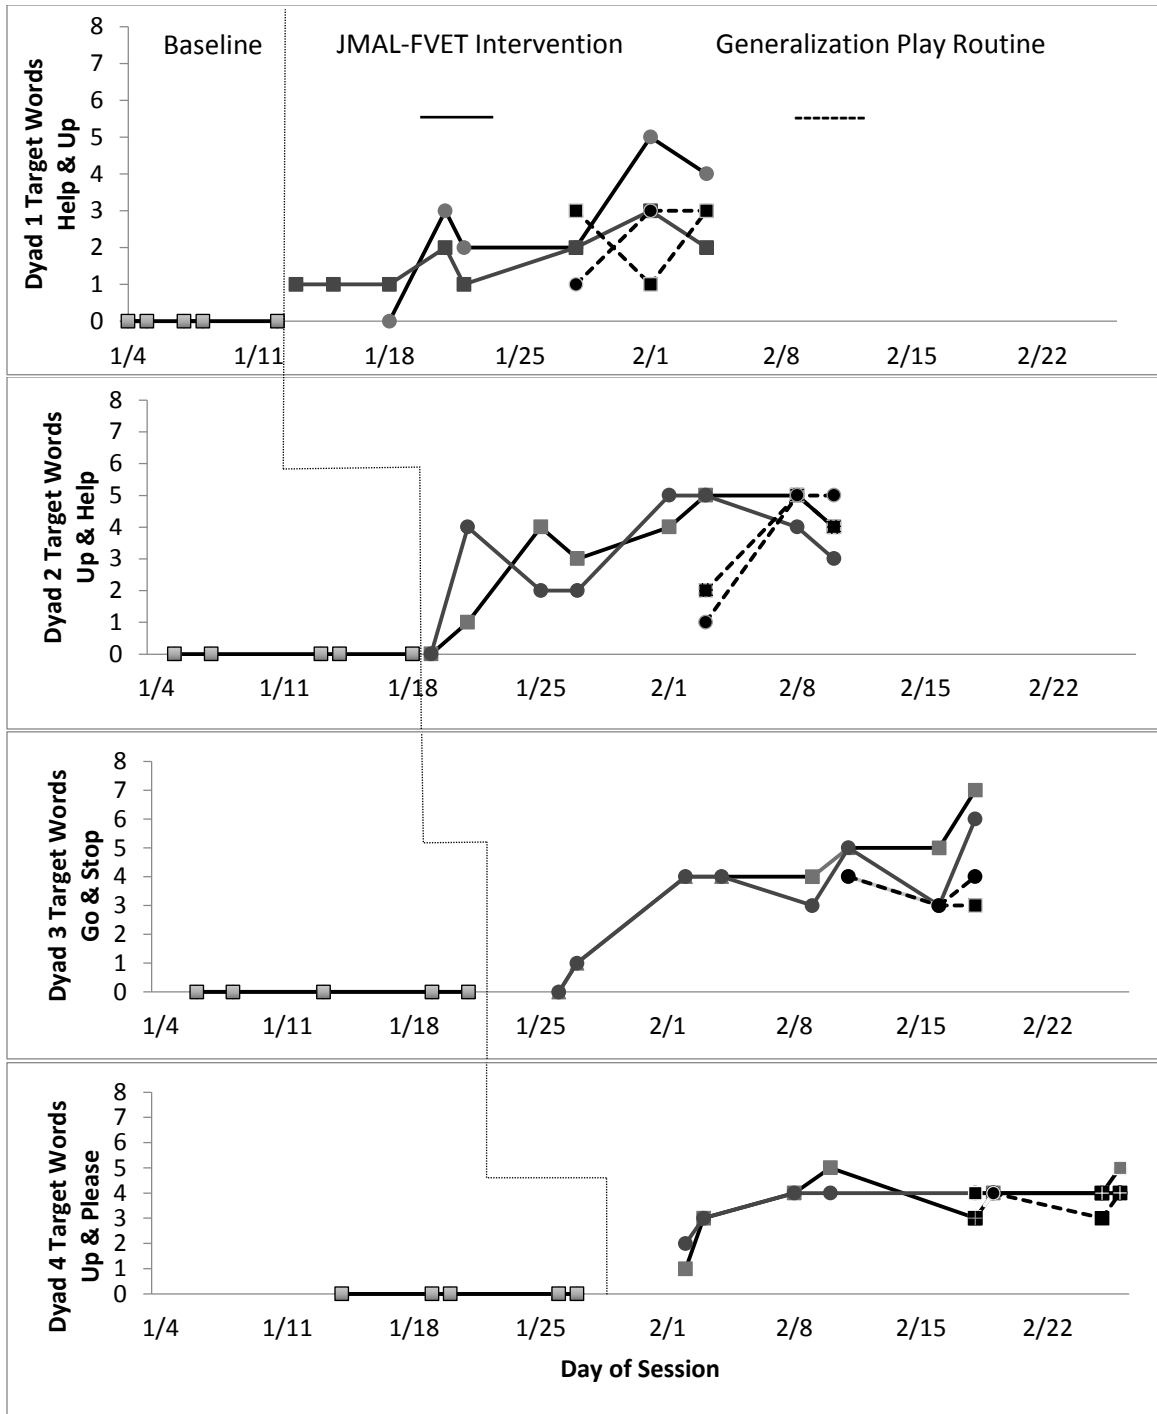 Baseline JMAL-FVET Intervention Generalization Play Routine
Dyad 1 Target Words
Help & Up
8
7
6
5
4
3
2
1
0
1/4 1/11 1/18 1/25 2/1 2/8 2/15 2/22
Dyad 2 Target Words
Up & Help
8
7
6
5
4
3
2
1
0
1/4 1/11 1/18 1/25 2/1 2/8 2/15 2/22
Dyad 3 Target Words
Go & Stop
8
7
6
5
4
3
2
1
0
1/4 1/11 1/18 1/25 2/1 2/8 2/15 2/22
Dyad 4 Target Words
Up & Please
8
7
6
5
4
3
2
1
0
1/4 1/11 1/18 1/25 2/1 2/8 2/15 2/22
Day of Session